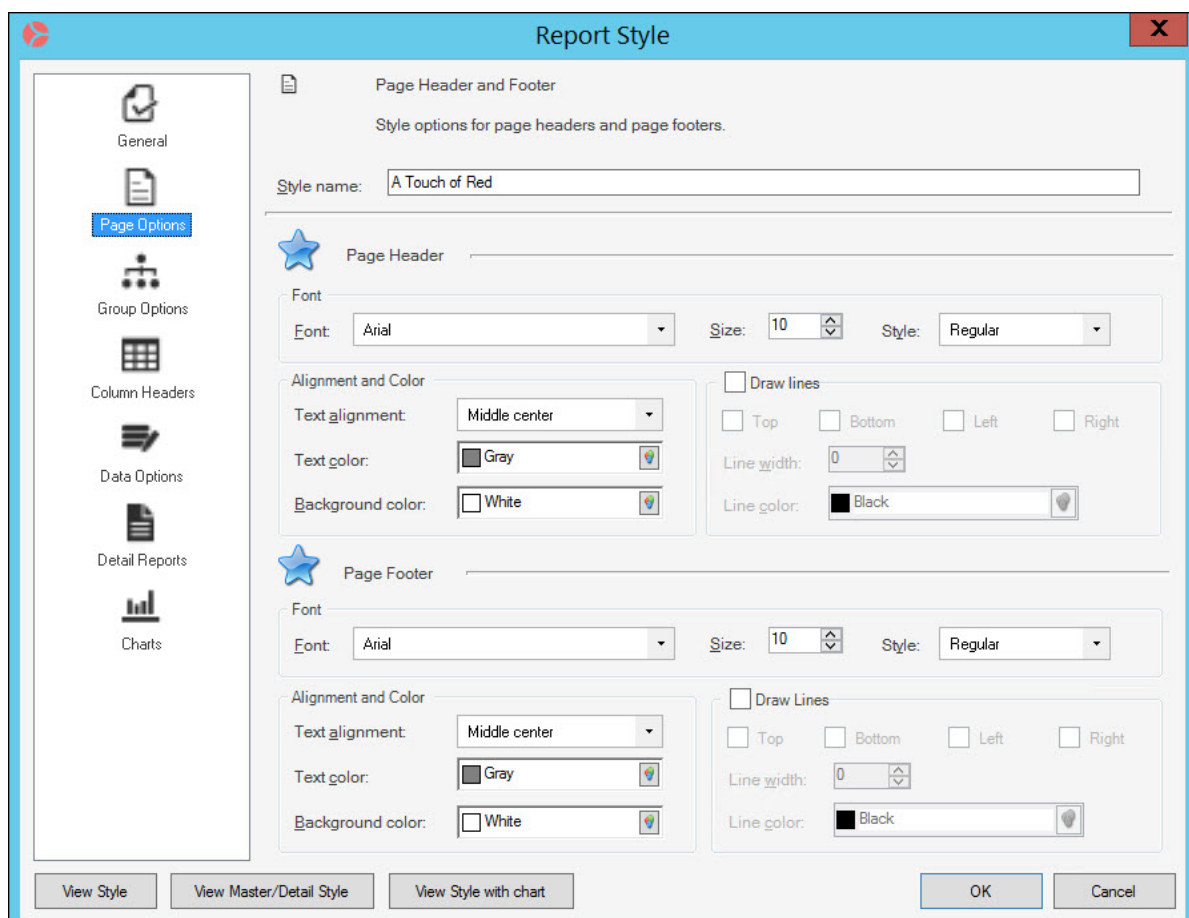 Report Style
X
General
Page Options
Group Options
Column Headers
Data Options
Detail Reports
Charts
Page Header and Footer
Style options for page headers and page footers.
Style name: A Touch of Red
Page Header
Font
Font: Arial Size: 10 Style: Regular
Alignment and Color
Text alignment: Middle center
Text color: Gray
Background color: White
Draw lines
Top Bottom Left Right
Line width: 0
Line color: Black
Page Footer
Font
Font: Arial Size: 10 Style: Regular
Alignment and Color
Text alignment: Middle center
Text color: Gray
Background color: White
Draw Lines
Top Bottom Left Right
Line width: 0
Line color: Black
View Style View Master/Detail Style View Style with chart OK Cancel